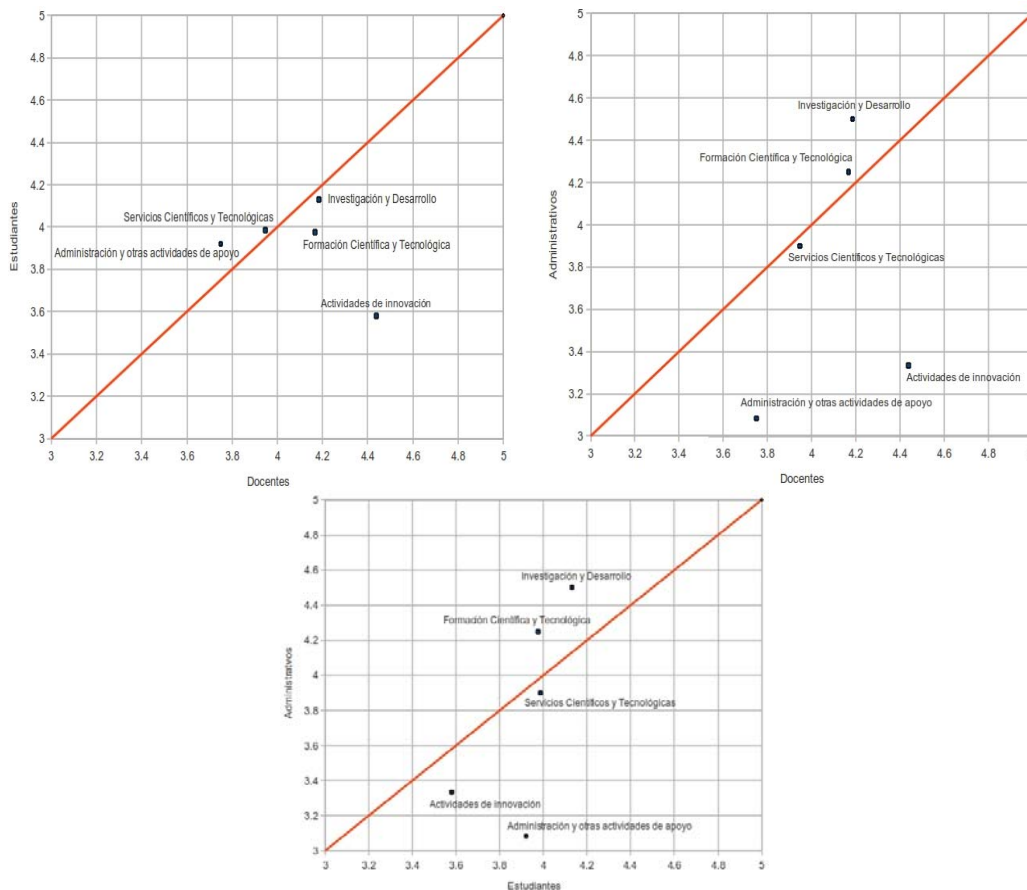 5
4.8
4.6
4.4
4.2
4
3.8
3.6
3.4
3.2
3
Estudiantes
Investigación y Desarrollo
Servicios Científicos y Tecnológicas
Formación Científica y Tecnológica
Administración y otras actividades de apoyo
Actividades de innovación
3 3.2 3.4 3.6 3.8 4 4.2 4.4 4.6 4.8 5
Docentes
5
4.8
4.6
4.4
4.2
4
3.8
3.6
3.4
3.2
3
Administrativos
Investigación y Desarrollo
Formación Científica y Tecnológica
Servicios Científicos y Tecnológicas
Actividades de innovación
Administración y otras actividades de apoyo
3 3.2 3.4 3.6 3.8 4 4.2 4.4 4.6 4.8
Docentes
5
4.8
4.6
4.4
4.2
4
3.8
3.6
3.4
3.2
3
Administrativos
Investigación y Desarrollo
Formación Científica y Tecnológica
Servicios Científicos y Tecnológicas
Actividades de innovación
Administración y otras actividades de apoyo
3 3.2 3.4 3.6 3.8 4 4.2 4.4 4.6 4.8 5
Estudiantes